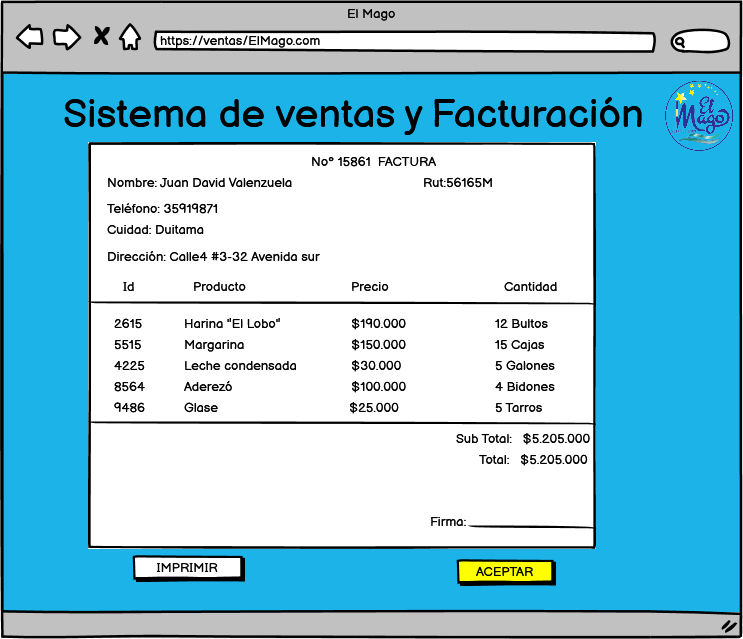 El Mago
https://ventas/ElMago.com
Sistema de ventas y Facturación
El Mago
No° 15861 FACTURA
Nombre: Juan David Valenzuela Rut:56165M
Teléfono: 35919871
Cuidad: Duitama
Dirección: Calle4 #3-32 Avenida sur
Id Producto Precio Cantidad
2615 Harina "El Lobo" $190.000 12 Bultos
5515 Margarina $150.000 15 Cajas
4225 Leche condensada $30.000 5 Galones
8564 Aderezó $100.000 4 Bidones
9486 Glase $25.000 5 Tarros
Sub Total: $5.205.000
Total: $5.205.000
Firma:
IMPRIMIR ACEPTAR